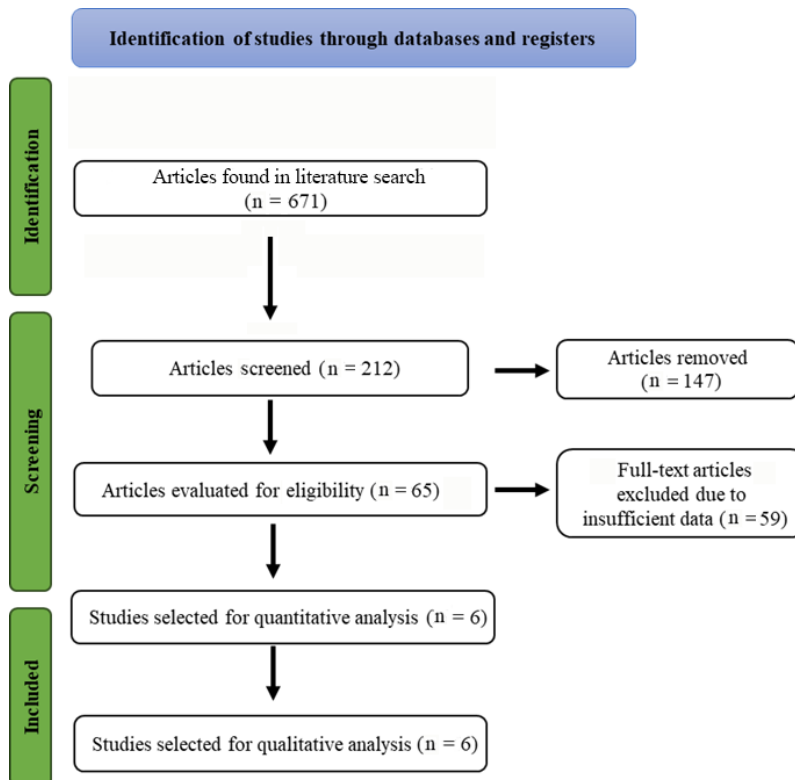 Identification of studies through databases and registers
Identification
Articles found in literature search
(n = 671)
Screening
Articles screened (n = 212)
Articles removed
(n = 147)
Articles evaluated for eligibility (n = 65)
Full-text articles
excluded due to
insufficient data (n = 59)
Included
Studies selected for quantitative analysis (n = 6)
Studies selected for qualitative analysis (n = 6)